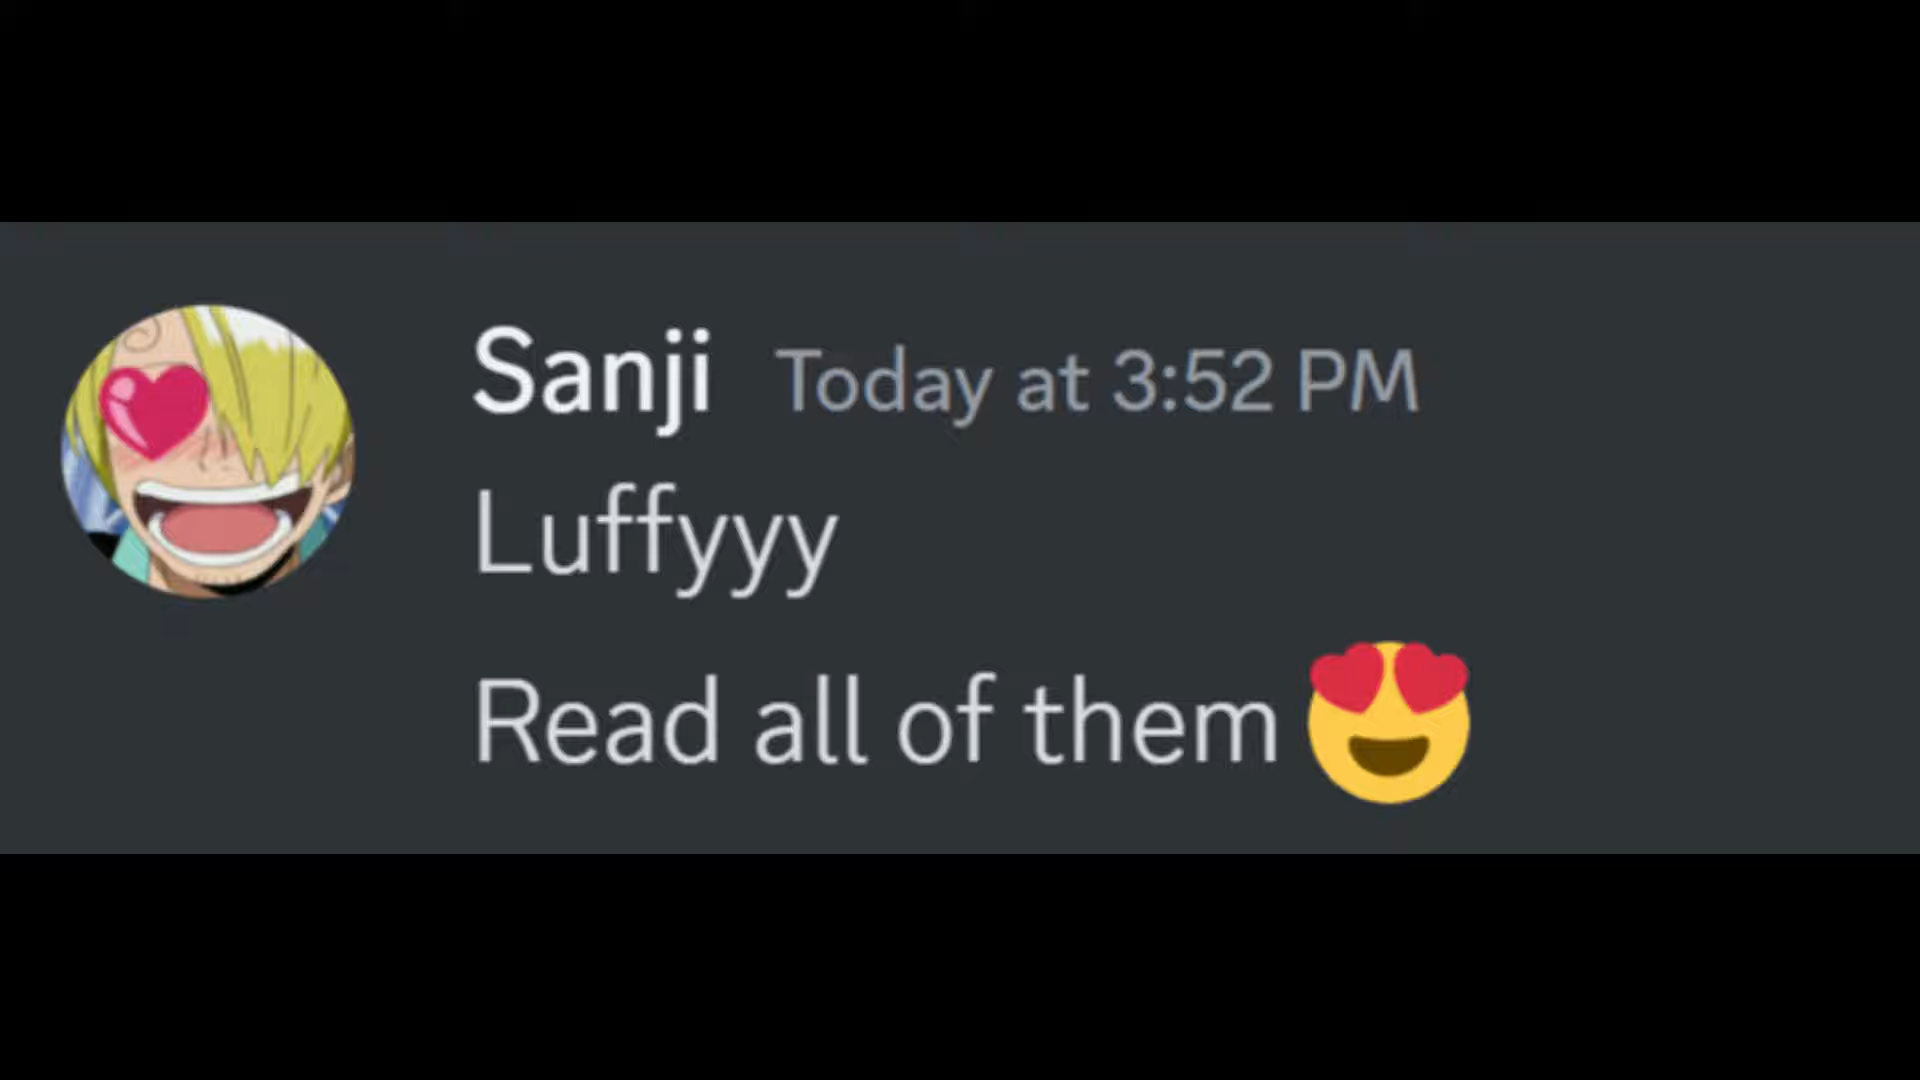 Sanji Today at 3:52 PM
Luffyyy
Read all of them 😍